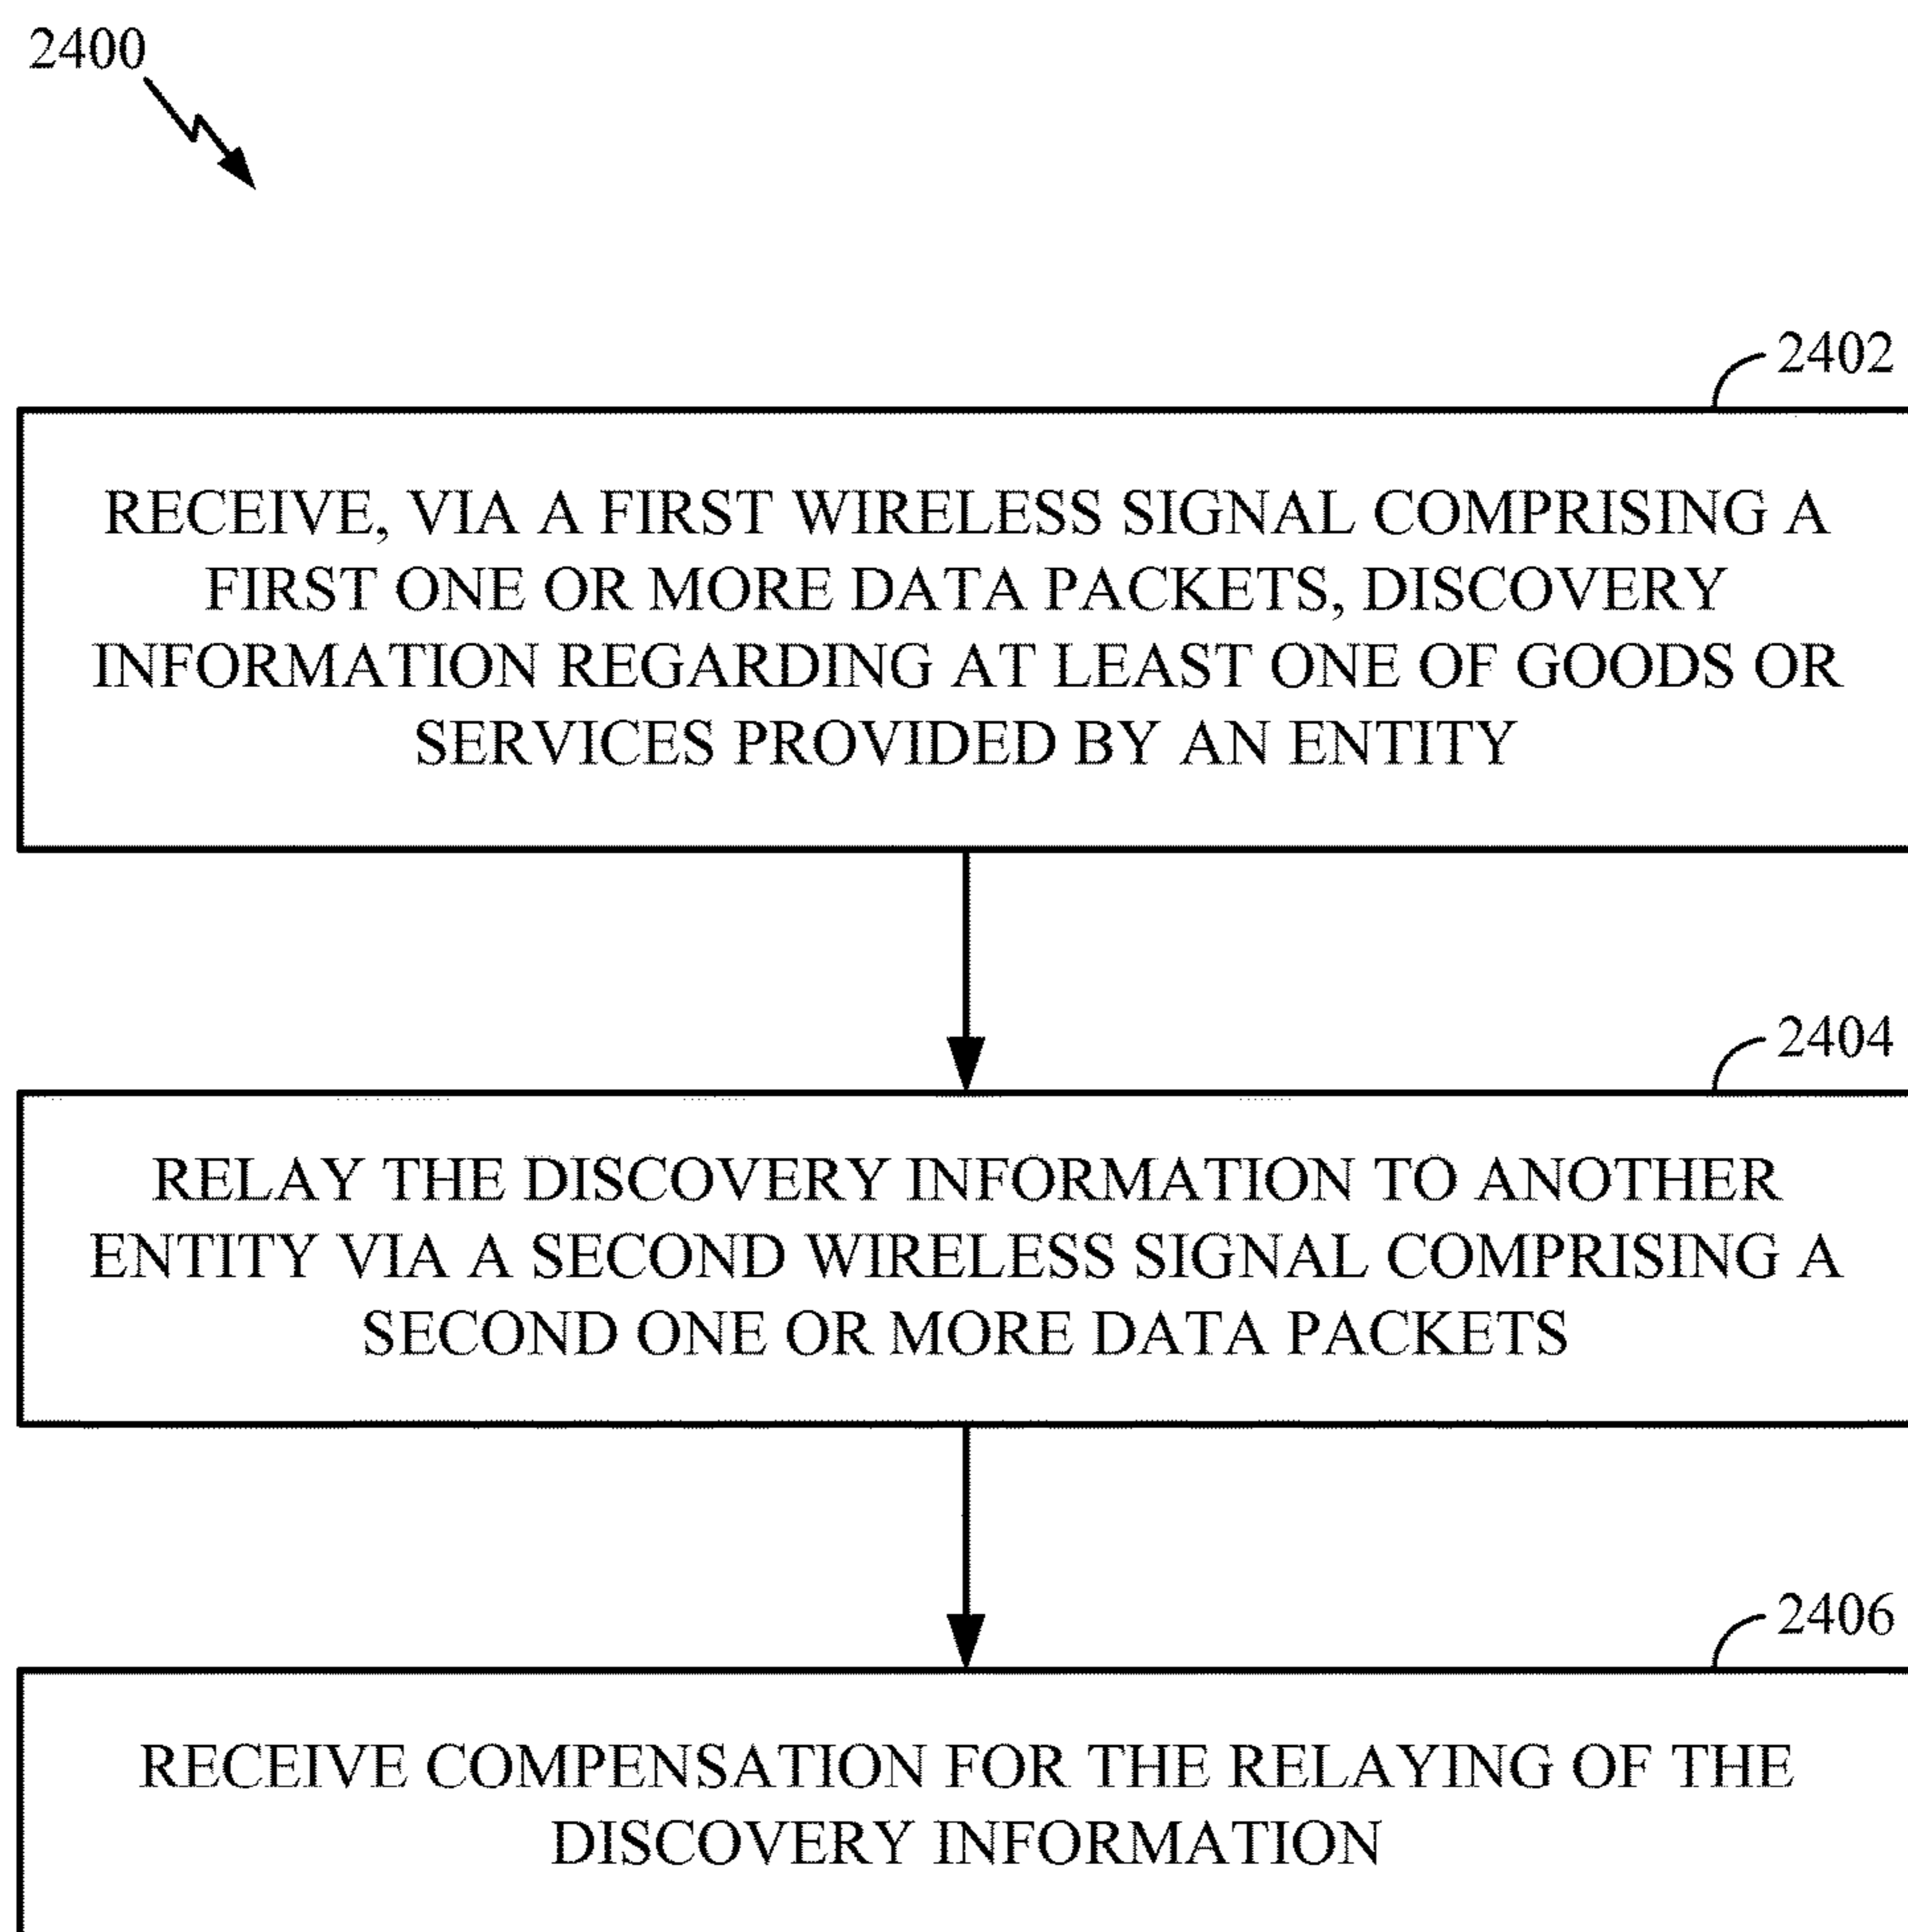 2400
2402
RECEIVE, VIA A FIRST WIRELESS SIGNAL COMPRISING A
FIRST ONE OR MORE DATA PACKETS, DISCOVERY
INFORMATION REGARDING AT LEAST ONE OF GOODS OR
SERVICES PROVIDED BY AN ENTITY
2404
RELAY THE DISCOVERY INFORMATION TO ANOTHER
ENTITY VIA A SECOND WIRELESS SIGNAL COMPRISING A
SECOND ONE OR MORE DATA PACKETS
2406
RECEIVE COMPENSATION FOR THE RELAYING OF THE
DISCOVERY INFORMATION